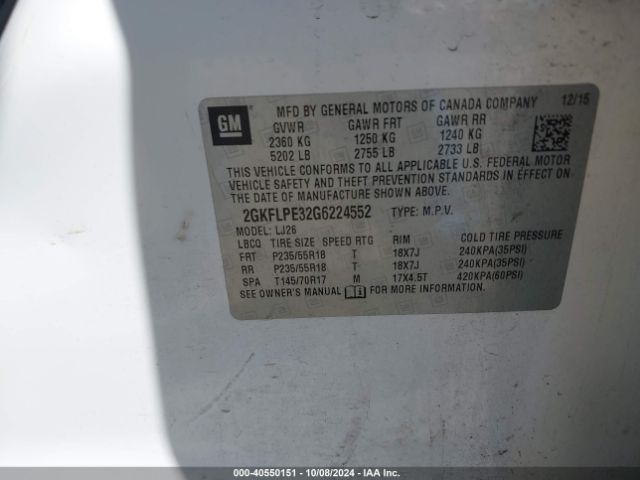 GM
MFD BY GENERAL MOTORS OF CANADA COMPANY 12/15
GVWR GAWR FRT GAWR RR
2360 KG 1250 KG 1240 KG
5202 LB 2755 LB 2733 LB
THIS VEHICLE CONFORMS TO ALL APPLICABLE U.S. FEDERAL MOTOR
VEHICLE SAFETY AND THEFT PREVENTION STANDARDS IN EFFECT ON
THE DATE OF MANUFACTURE SHOWN ABOVE.
2GKFLPE32G6224552 TYPE: M.P.V.
MODEL: LJ26
LBCQ TIRE SIZE SPEED RTG RIM COLD TIRE PRESSURE
FRT P235/55R18 T 18X7J 240KPA(35PSI)
RR P235/55R18 T 18X7J 240KPA(35PSI)
SPA T145/70R17 M 17X4.5T 420KPA(60PSI)
SEE OWNER'S MANUAL FOR MORE INFORMATION.
000-40550151 | 10/08/2024 - IAA Inc.